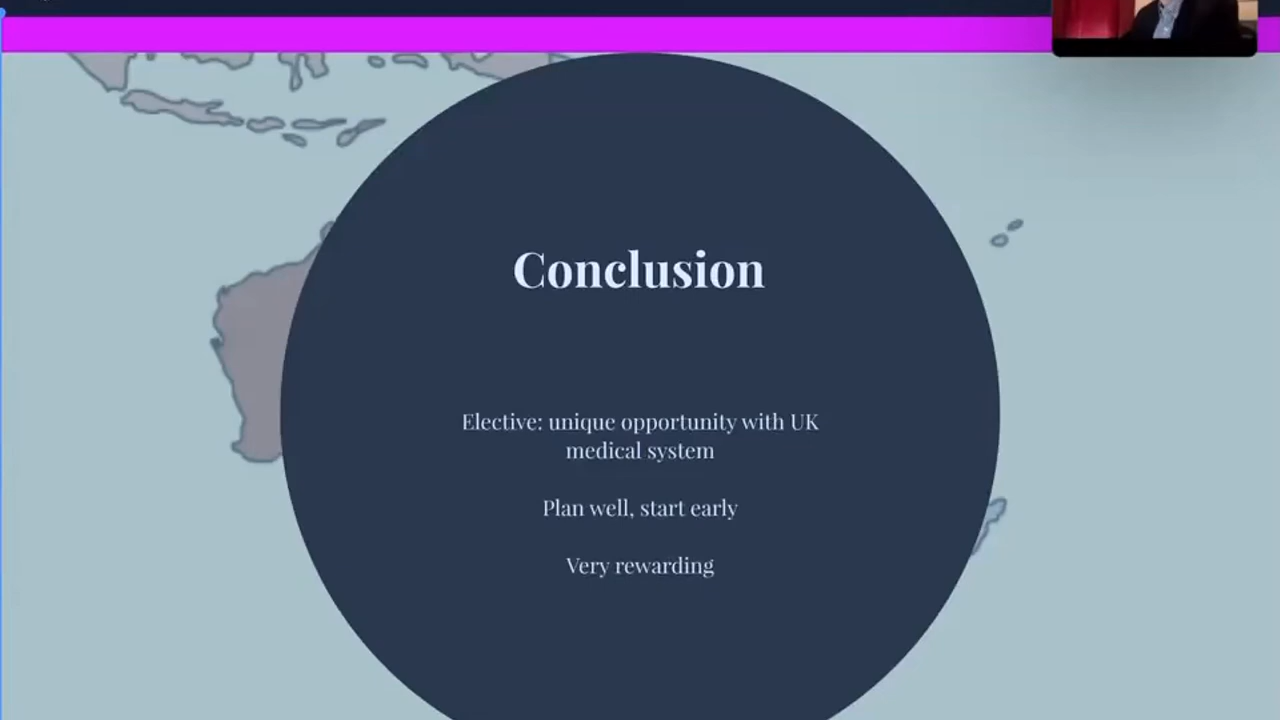 Conclusion
Elective: unique opportunity with UK
medical system
Plan well, start early
Very rewarding